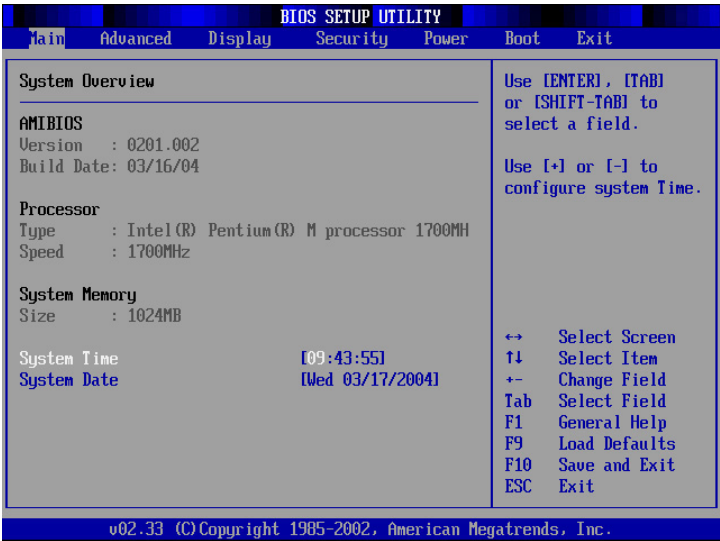 BIOS SETUP UTILITY
Main Advanced Display Security Power Boot Exit
System Overview
AMIBIOS
Version : 0201.002
Build Date: 03/16/04
Processor
Type : Intel(R) Pentium(R) M processor 1700MH
Speed : 1700MHz
System Memory
Size : 1024MB
System Time [09:43:55]
System Date [Wed 03/17/2004]
Use [ENTER], [TAB]
or [SHIFT-TAB] to
select a field.
Use [+] or [-] to
configure system Time.
↔ Select Screen
↑↓ Select Item
+- Change Field
Tab Select Field
F1 General Help
F9 Load Defaults
F10 Save and Exit
ESC Exit
v02.33 (C)Copyright 1985-2002, American Megatrends, Inc.